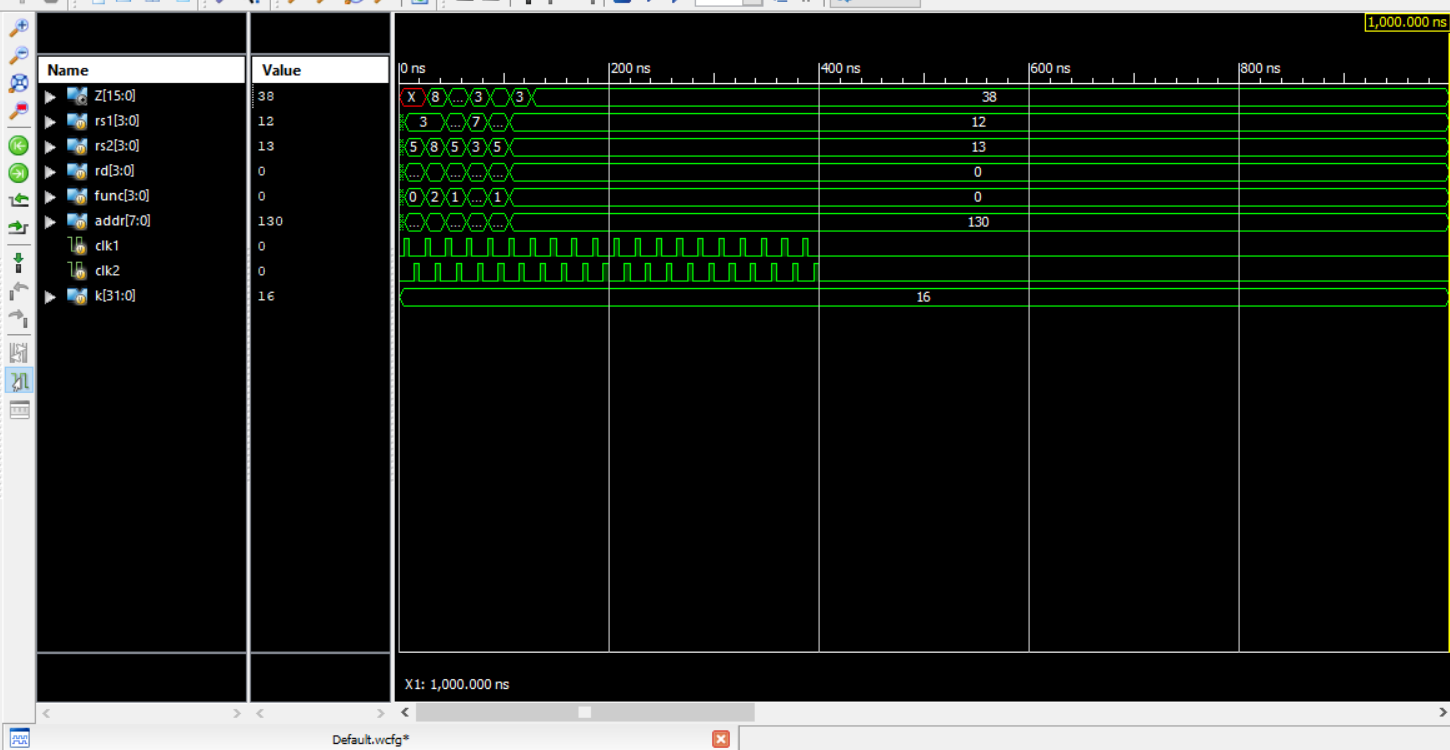 1,000.000 ns
Name Value
0 ns 200 ns 400 ns 600 ns 800 ns
Z[15:0] 38 X 8 ... 3 3 38
rs1[3:0] 12 3 ... 7 ... 12
rs2[3:0] 13 5 8 5 3 5 13
rd[3:0] 0 ... ... ... ... 0
func[3:0] 0 0 2 1 ... 1 0
addr[7:0] 130 ... ... ... ... 130
clk1 0
clk2 0
k[31:0] 16 16
X1: 1,000.000 ns
Default.wcfg*